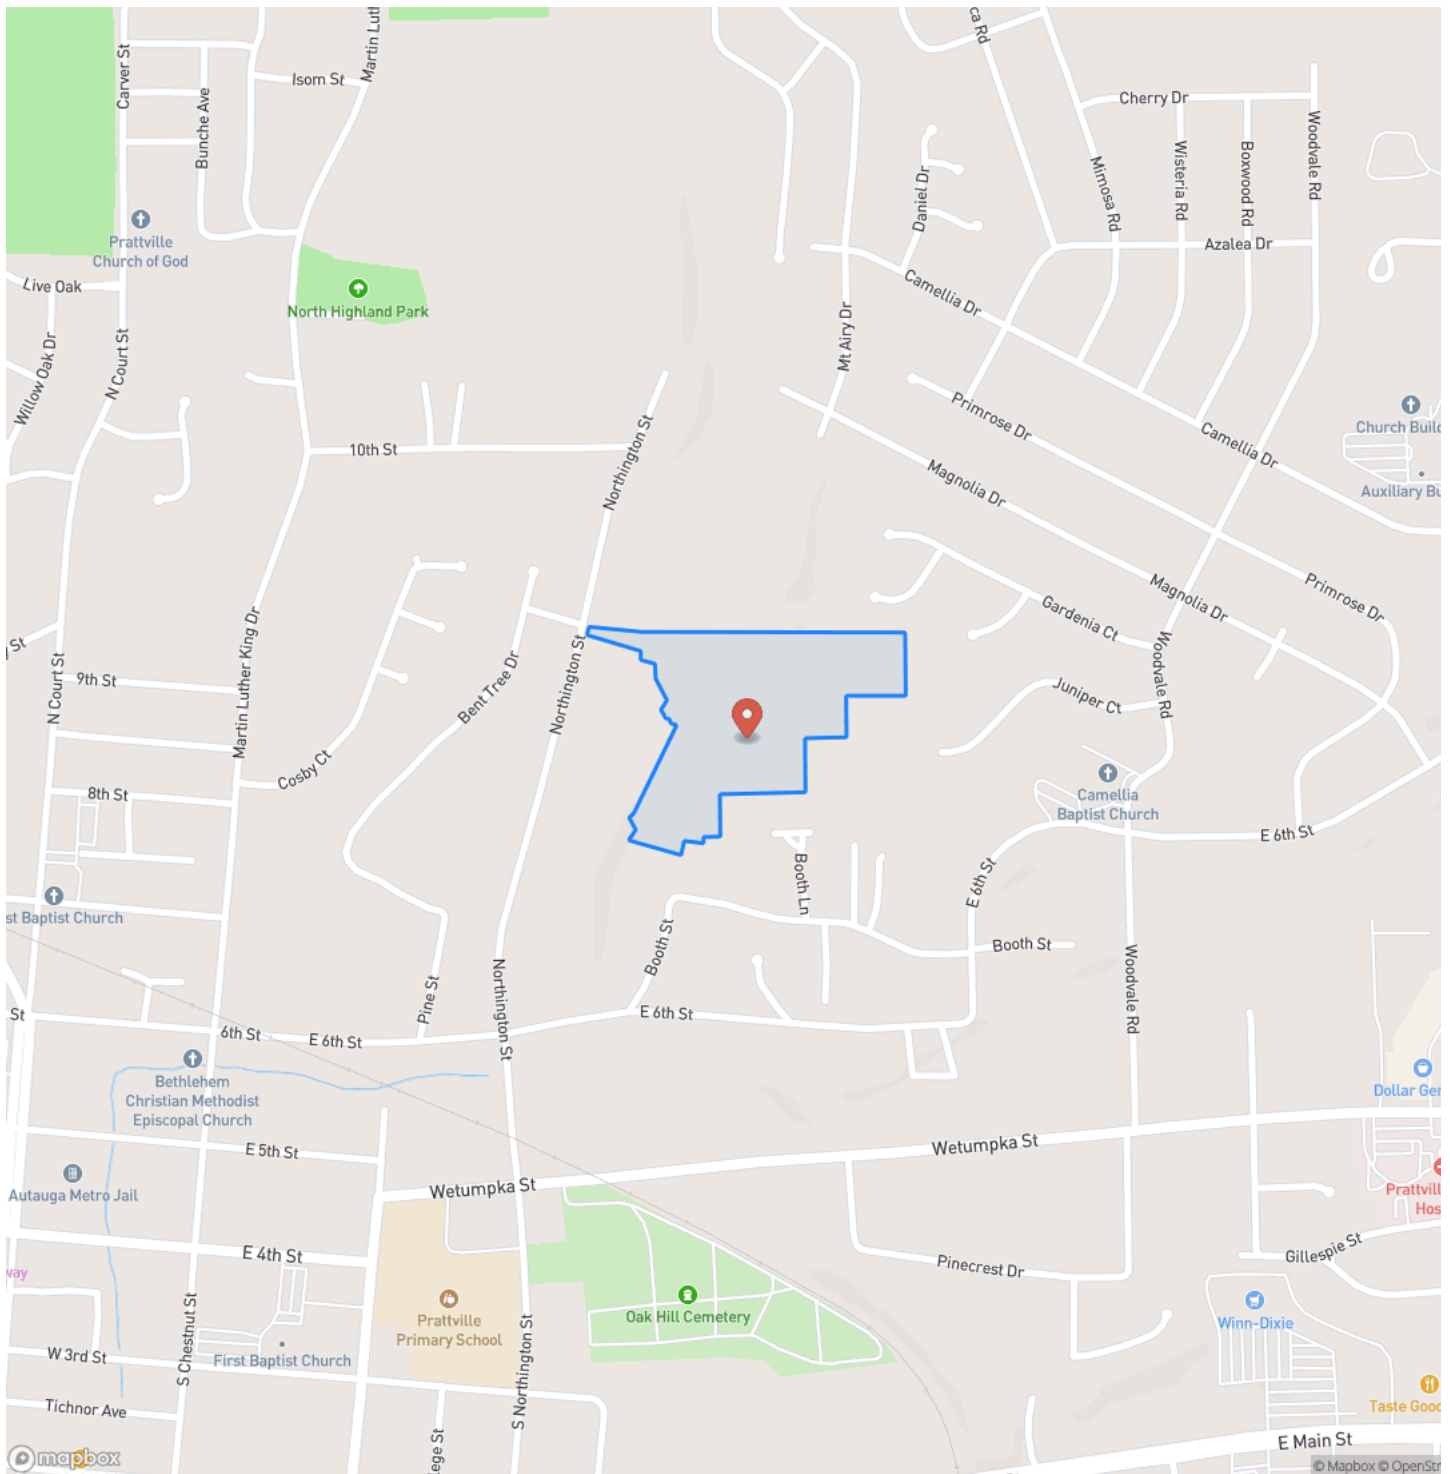 Martin Luth
ca Rd
Carver St
Isom St
Bunche Ave
Cherry Dr
Woodvale Rd
Wisteria Rd
Boxwood Rd
Mimosa Rd
Daniel Dr
Prattville
Church of God
Azalea Dr
Live Oak
North Highland Park
Camellia Dr
Mt Airy Dr
N Court St
Willow Oak Dr
Primrose Dr
Church Buil
Camellia Dr
10th St
Northington St
Magnolia Dr
Auxiliary Bu
Magnolia Dr
Primrose Dr
Gardenia Ct
Martin Luther King Dr
Woodvale Rd
y St
N Court St
9th St
Bent Tree Dr
Northington St
Juniper Ct
Cosby Ct
8th St
Camellia
Baptist Church
E 6th St
Booth Ln
E 6th St
st Baptist Church
Booth St
Booth St
Woodvale Rd
Pine St
Northington St
St
6th St
E 6th St
E 6th St
Bethlehem
Christian Methodist
Episcopal Church
Dollar Ger
E 5th St
Wetumpka St
Autauga Metro Jail
Wetumpka St
Prattvil
Hos
E 4th St
Gillespie St
Pinecrest Dr
way
Prattville
Primary School
Oak Hill Cemetery
Winn-Dixie
S Chestnut St
S Northington St
W 3rd St
First Baptist Church
Tichnor Ave
Taste Good
lege St
E Main St
mapbox
© Mapbox © OpenStr